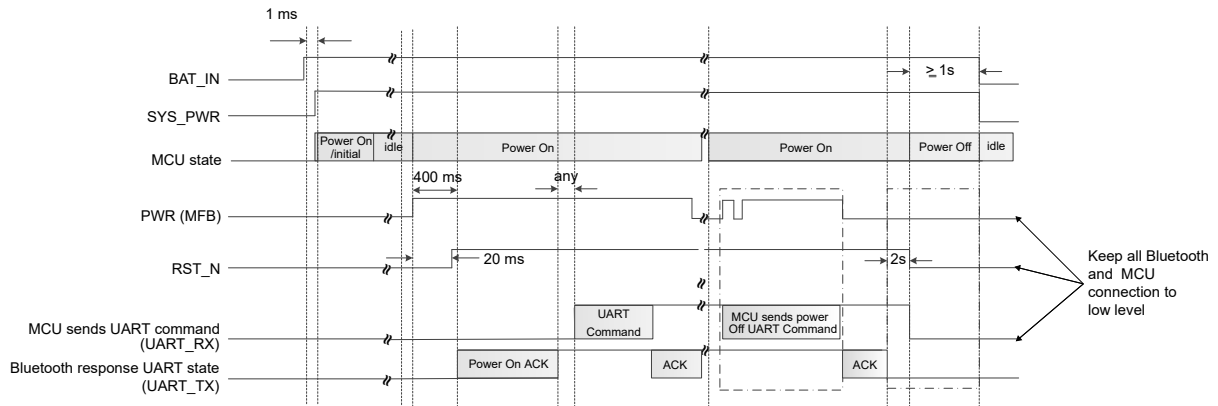 1 ms
BAT_IN
≥ 1s
SYS_PWR
MCU state
Power On
/initial
idle
Power On
Power On
Power Off
idle
400 ms
any
PWR (MFB)
RST_N
20 ms
2s
Keep all Bluetooth
and MCU
connection to
low level
MCU sends UART command
(UART_RX)
UART
Command
MCU sends power
Off UART Command
Bluetooth response UART state
(UART_TX)
Power On ACK
ACK
ACK